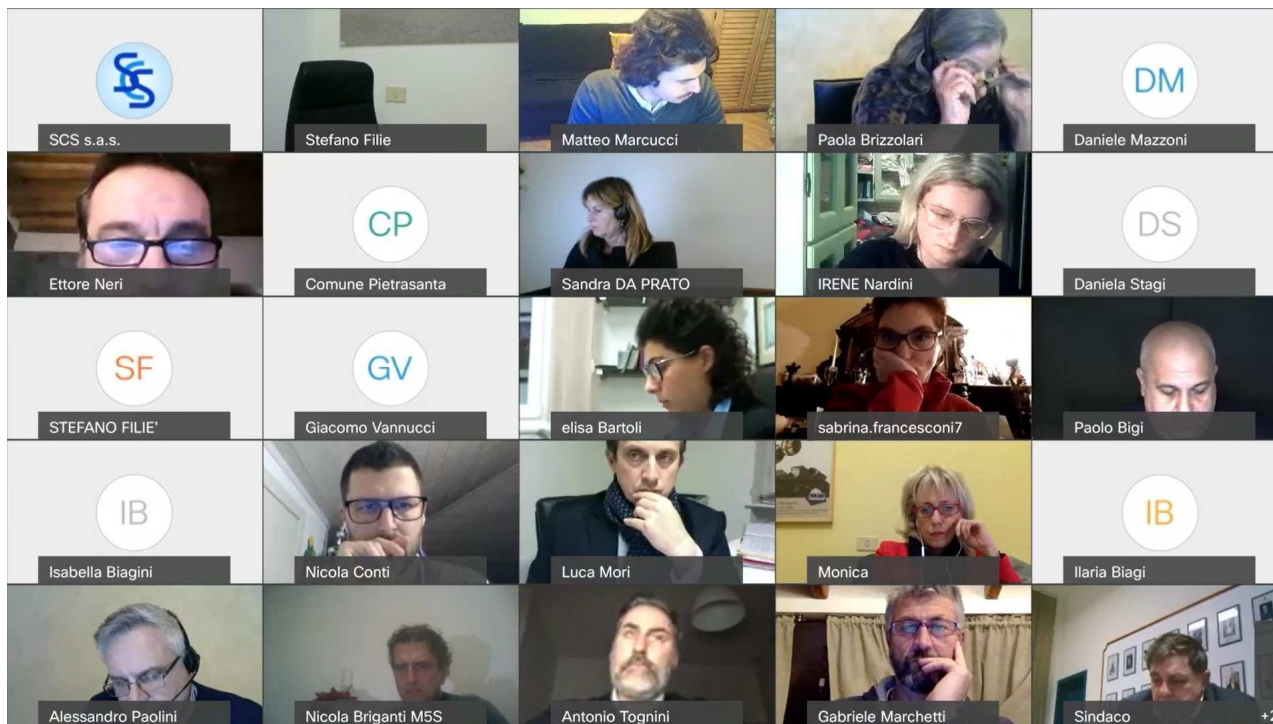 SCS
SCS s.a.s.
Stefano Filie
Matteo Marcucci
Paola Brizzolari
DM
Daniele Mazzoni
Ettore Neri
CP
Comune Pietrasanta
Sandra DA PRATO
IRENE Nardini
DS
Daniela Stagi
SF
STEFANO FILIE'
GV
Giacomo Vannucci
elisa Bartoli
sabrina.francesconi7
Paolo Bigi
IB
Isabella Biagini
Nicola Conti
Luca Mori
Monica
IB
Ilaria Biagi
Alessandro Paolini
Nicola Briganti M5S
Antonio Tognini
Gabriele Marchetti
Sindaco